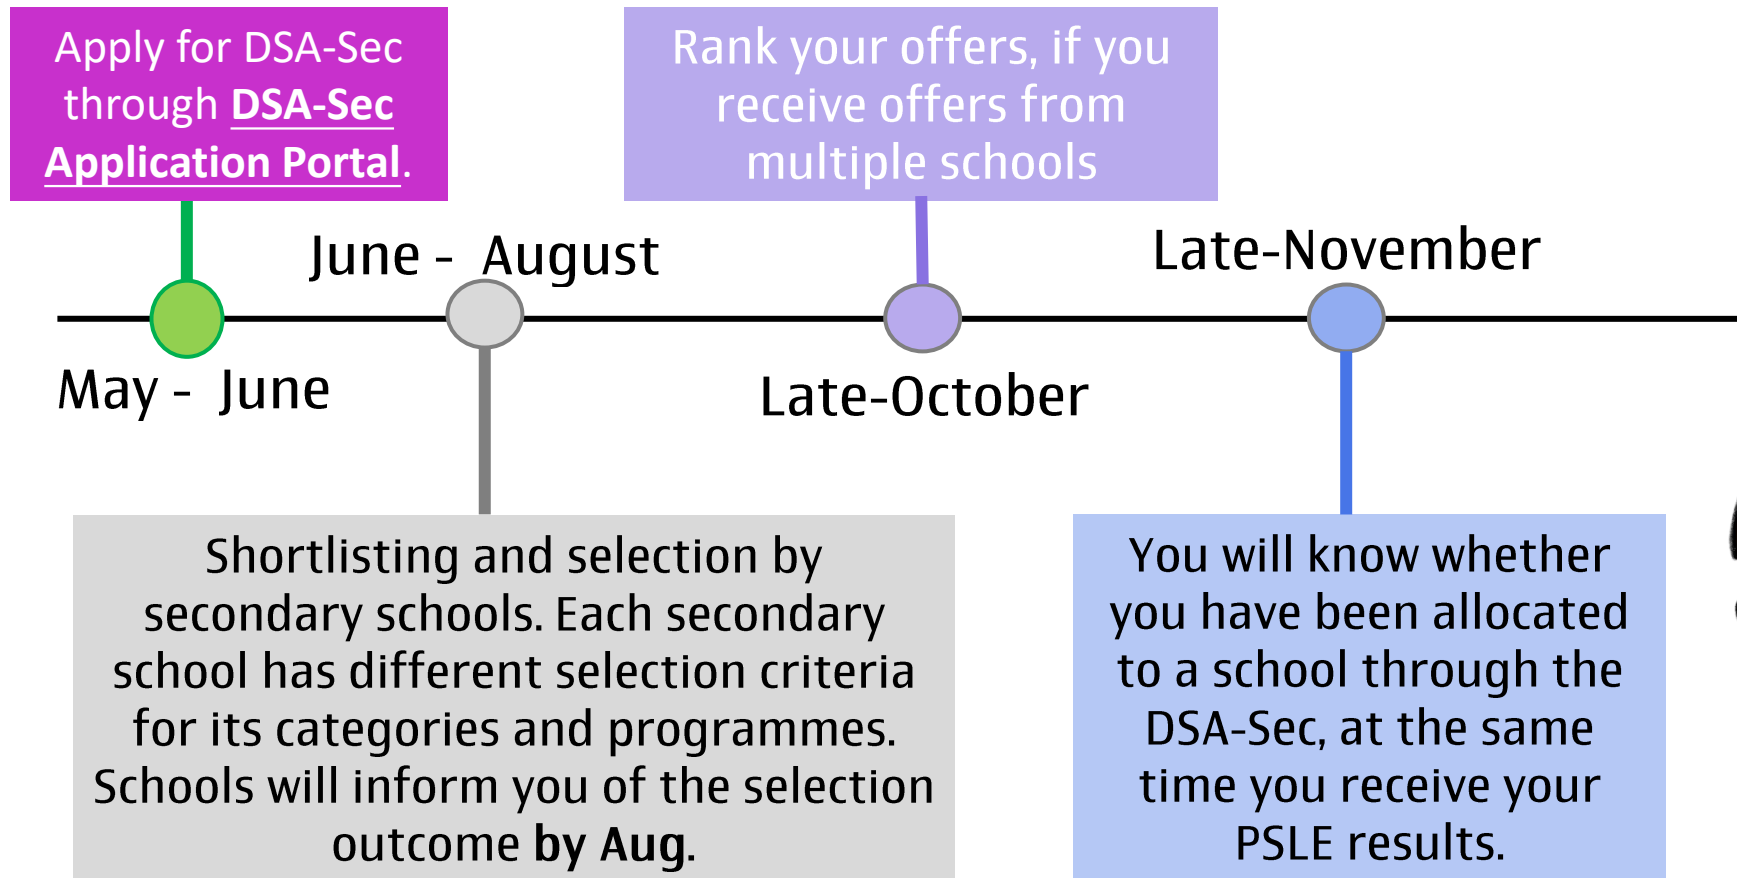 Apply for DSA-Sec
through DSA-Sec
Application Portal.
Rank your offers, if you
receive offers from
multiple schools
June - August
Late-November
May - June
Late-October
Shortlisting and selection by
secondary schools. Each secondary
school has different selection criteria
for its categories and programmes.
Schools will inform you of the selection
outcome by Aug.
You will know whether
you have been allocated
to a school through the
DSA-Sec, at the same
time you receive your
PSLE results.